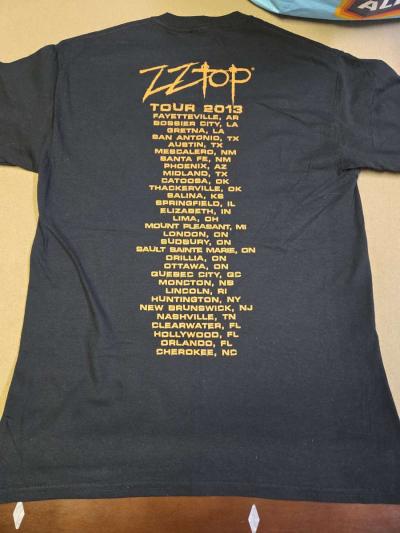 ZZ TOP®
TOUR 2013
FAYETTEVILLE, AR
BOSSIER CITY, LA
GRETNA, LA
SAN ANTONIO, TX
AUSTIN, TX
MESCALERO, NM
SANTA FE, NM
PHOENIX, AZ
MIDLAND, TX
CATOOSA, OK
THACKERVILLE, OK
SALINA, KS
SPRINGFIELD, IL
ELIZABETH, IN
LIMA, OH
MOUNT PLEASANT, MI
LONDON, ON
SUDBURY, ON
SAULT SAINTE MARIE, ON
ORILLIA, ON
OTTAWA, ON
QUEBEC CITY, QC
MONCTON, NB
LINCOLN, RI
HUNTINGTON, NY
NEW BRUNSWICK, NJ
NASHVILLE, TN
CLEARWATER, FL
HOLLYWOOD, FL
ORLANDO, FL
CHEROKEE, NC